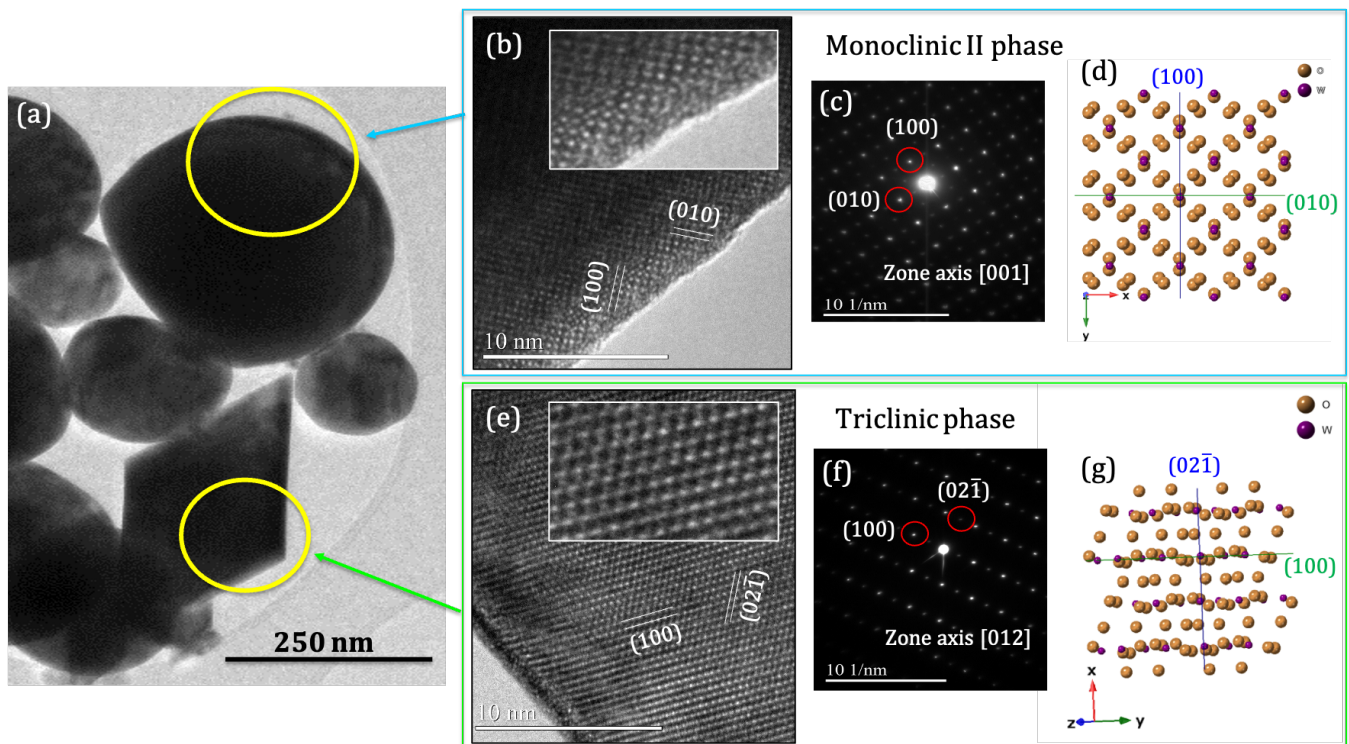 (a)
250 nm
(b)
(010)
(100)
10 nm
Monoclinic II phase
(c)
(100)
(010)
Zone axis [001]
10 1/nm
(d)
(100)
O
W
(010)
z
x
y
(e)
(021̄)
(100)
10 nm
Triclinic phase
(f)
(021̄)
(100)
Zone axis [012]
10 1/nm
(g)
(021̄)
O
W
(100)
x
z
y